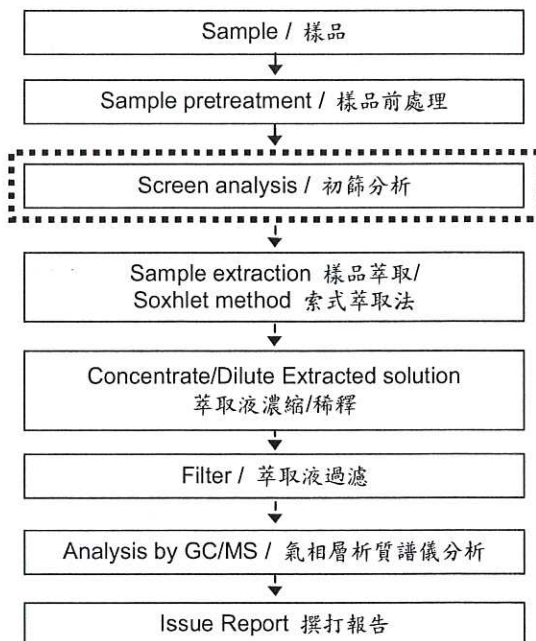 Sample / 樣品
Sample pretreatment / 樣品前處理
Screen analysis / 初篩分析
Sample extraction 樣品萃取/
Soxhlet method 索式萃取法
Concentrate/Dilute Extracted solution
萃取液濃縮/稀釋
Filter / 萃取液過濾
Analysis by GC/MS / 氣相層析質譜儀分析
Issue Report 撰打報告